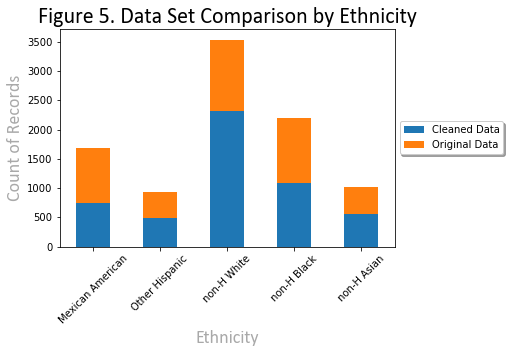 Figure 5. Data Set Comparison by Ethnicity
3500
3000
2500
2000
1500
1000
500
0
Count of Records
Mexican American
Other Hispanic
non-H White
non-H Black
non-H Asian
Ethnicity
Cleaned Data
Original Data